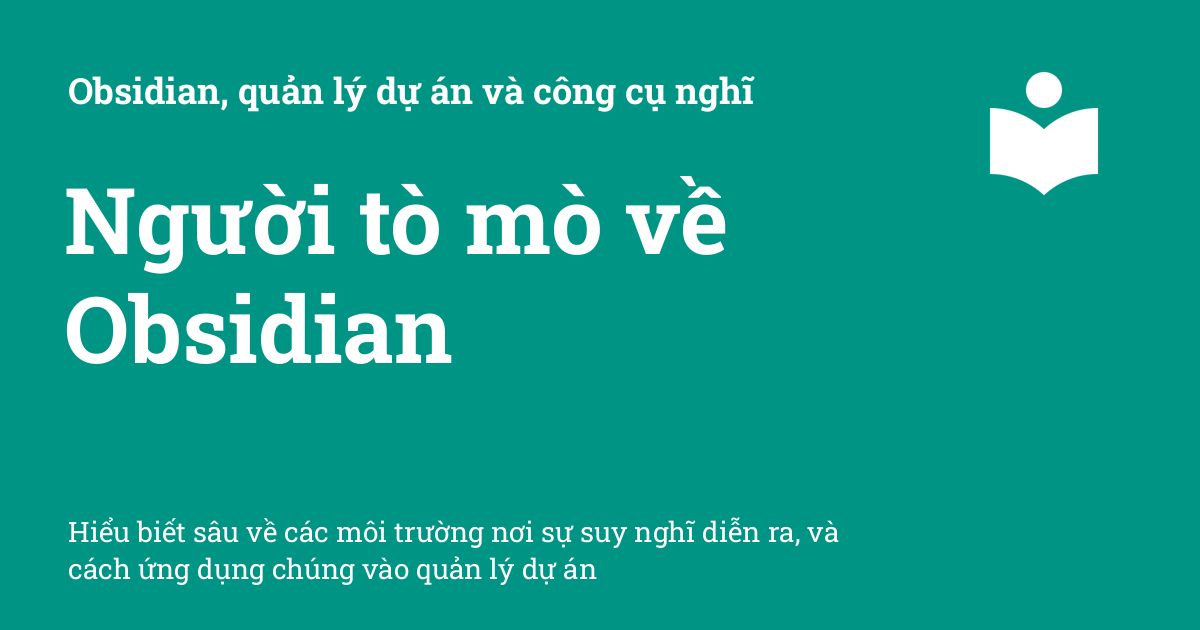 Obsidian, quản lý dự án và công cụ nghĩ
Người tò mò về
Obsidian
Hiểu biết sâu về các môi trường nơi sự suy nghĩ diễn ra, và
cách ứng dụng chúng vào quản lý dự án